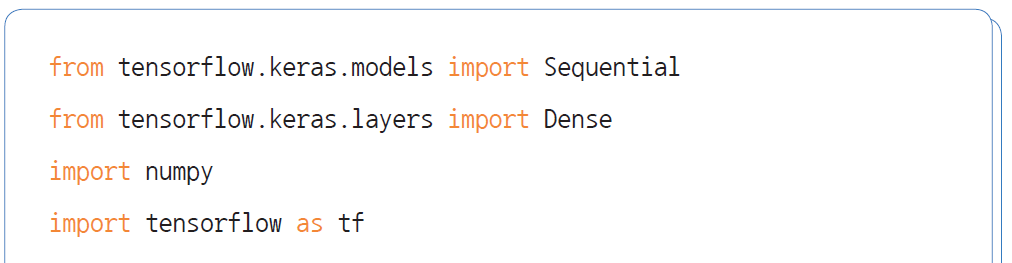 from tensorflow.keras.models import Sequential
from tensorflow.keras.layers import Dense
import numpy
import tensorflow as tf